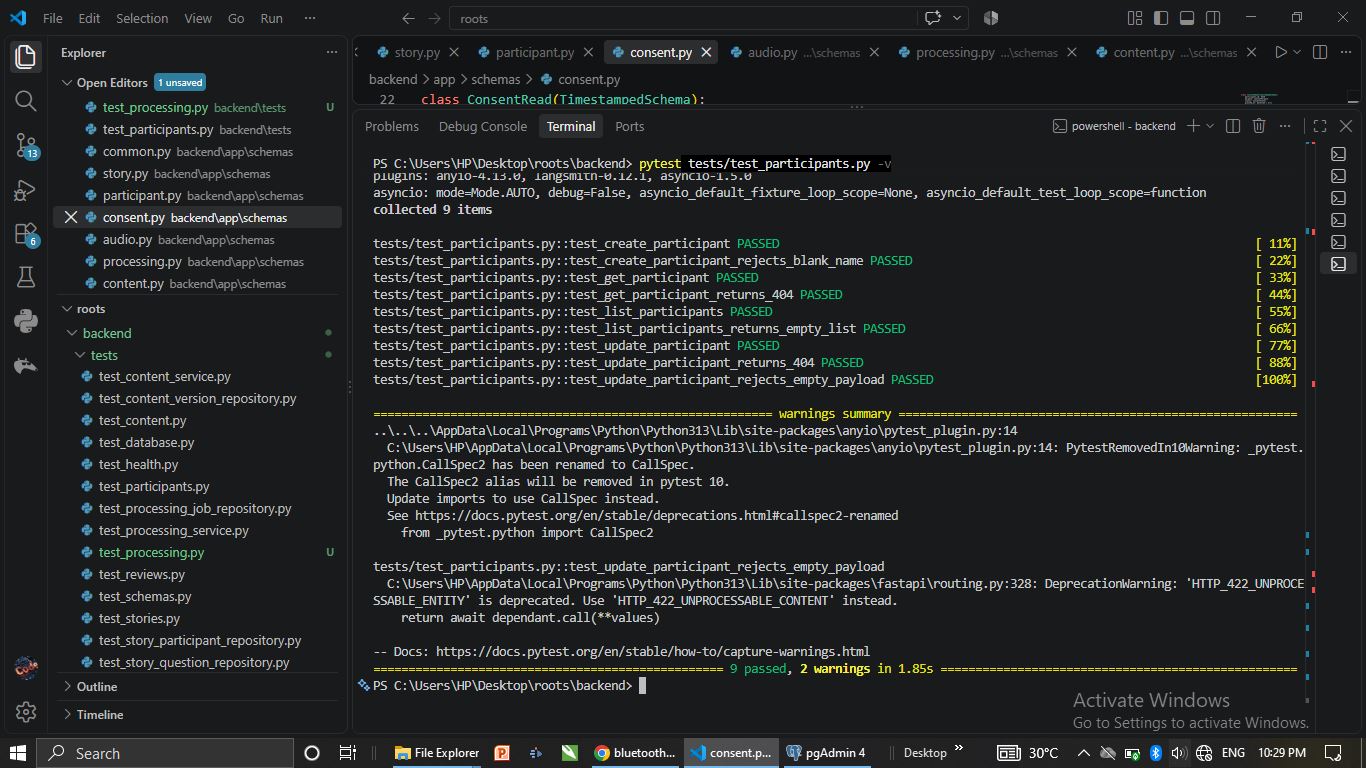 File Edit Selection View Go Run ··· roots
Explorer ···
Open Editors 1 unsaved
test_processing.py backend\tests U
test_participants.py backend\tests
common.py backend\app\schemas
story.py backend\app\schemas
participant.py backend\app\schemas
consent.py backend\app\schemas
audio.py backend\app\schemas
processing.py backend\app\schemas
content.py backend\app\schemas
roots
backend
tests
test_content_service.py
test_content_version_repository.py
test_content.py
test_database.py
test_health.py
test_participants.py
test_processing_job_repository.py
test_processing_service.py
test_processing.py U
test_reviews.py
test_schemas.py
test_stories.py
test_story_participant_repository.py
test_story_question_repository.py
Outline
Timeline
13
6
story.py participant.py consent.py audio.py ...\schemas processing.py ...\schemas content.py ...\schemas ···
backend > app > schemas > consent.py
22 class ConsentRead(TimestampedSchema):
Problems Debug Console Terminal Ports powershell - backend
PS C:\Users\HP\Desktop\roots\backend> pytest tests/test_participants.py -v
plugins: anyio-4.13.0, langsmith-0.12.1, asyncio-1.5.0
asyncio: mode=Mode.AUTO, debug=False, asyncio_default_fixture_loop_scope=None, asyncio_default_test_loop_scope=function
collected 9 items
tests/test_participants.py::test_create_participant PASSED [ 11%]
tests/test_participants.py::test_create_participant_rejects_blank_name PASSED [ 22%]
tests/test_participants.py::test_get_participant PASSED [ 33%]
tests/test_participants.py::test_get_participant_returns_404 PASSED [ 44%]
tests/test_participants.py::test_list_participants PASSED [ 55%]
tests/test_participants.py::test_list_participants_returns_empty_list PASSED [ 66%]
tests/test_participants.py::test_update_participant PASSED [ 77%]
tests/test_participants.py::test_update_participant_returns_404 PASSED [ 88%]
tests/test_participants.py::test_update_participant_rejects_empty_payload PASSED [100%]
warnings summary
..\..\..\AppData\Local\Programs\Python\Python313\Lib\site-packages\anyio\pytest_plugin.py:14
C:\Users\HP\AppData\Local\Programs\Python\Python313\Lib\site-packages\anyio\pytest_plugin.py:14: PytestRemovedIn10Warning: _pytest.
python.CallSpec2 has been renamed to CallSpec.
The CallSpec2 alias will be removed in pytest 10.
Update imports to use CallSpec instead.
See https://docs.pytest.org/en/stable/deprecations.html#callspec2-renamed
from _pytest.python import CallSpec2
tests/test_participants.py::test_update_participant_rejects_empty_payload
C:\Users\HP\AppData\Local\Programs\Python\Python313\Lib\site-packages\fastapi\routing.py:328: DeprecationWarning: 'HTTP_422_UNPROCE
SSABLE_ENTITY' is deprecated. Use 'HTTP_422_UNPROCESSABLE_CONTENT' instead.
return await dependant.call(**values)
-- Docs: https://docs.pytest.org/en/stable/how-to/capture-warnings.html
9 passed, 2 warnings in 1.85s
PS C:\Users\HP\Desktop\roots\backend>
Activate Windows
Go to Settings to activate Windows.
Search File Explorer bluetooth... consent.p... pgAdmin 4 Desktop » 30°C ENG 10:29 PM